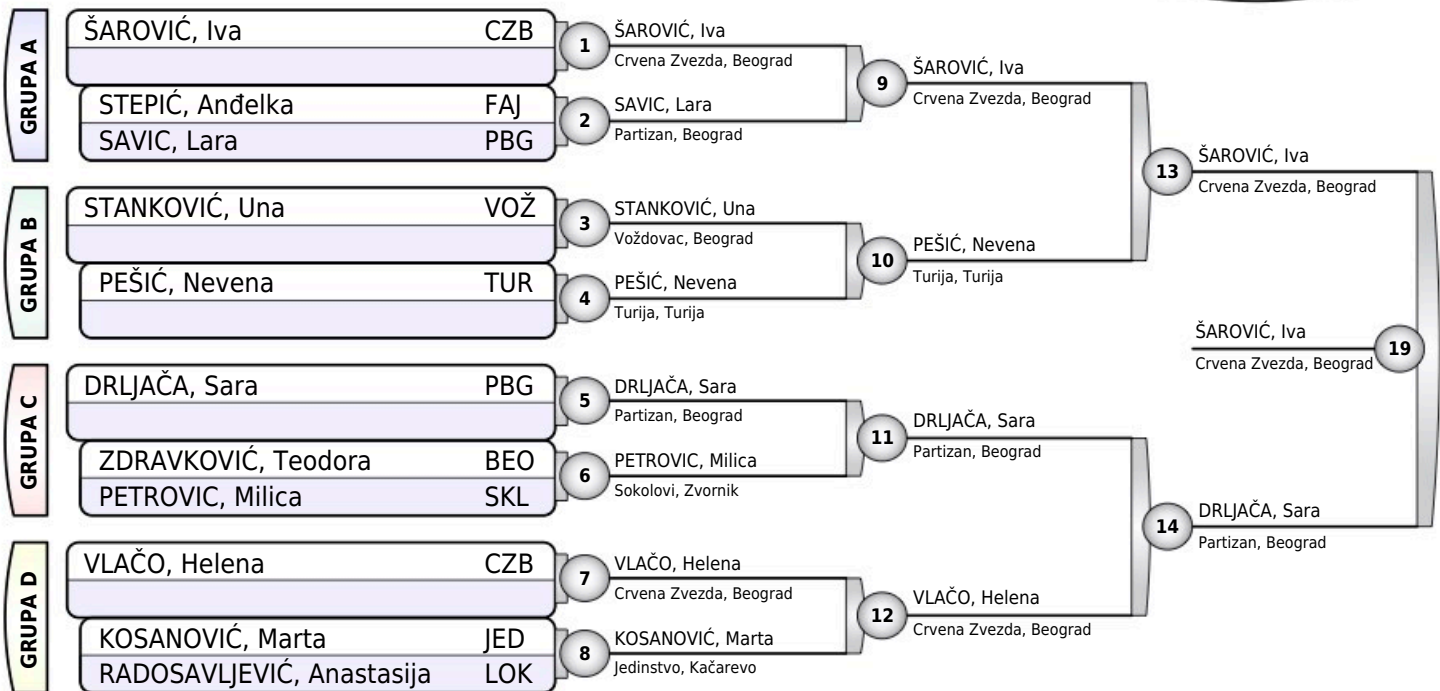 GRUPA A
ŠAROVIĆ, Iva CZB
STEPIĆ, Anđelka FAJ
SAVIC, Lara PBG
GRUPA B
STANKOVIĆ, Una VOŽ
PEŠIĆ, Nevena TUR
GRUPA C
DRLJAČA, Sara PBG
ZDRAVKOVIĆ, Teodora BEO
PETROVIC, Milica SKL
GRUPA D
VLAČO, Helena CZB
KOSANOVIĆ, Marta JED
RADOSAVLJEVIĆ, Anastasija LOK
1
ŠAROVIĆ, Iva
Crvena Zvezda, Beograd
2
SAVIC, Lara
Partizan, Beograd
3
STANKOVIĆ, Una
Voždovac, Beograd
4
PEŠIĆ, Nevena
Turija, Turija
5
DRLJAČA, Sara
Partizan, Beograd
6
PETROVIC, Milica
Sokolovi, Zvornik
7
VLAČO, Helena
Crvena Zvezda, Beograd
8
KOSANOVIĆ, Marta
Jedinstvo, Kačarevo
9
ŠAROVIĆ, Iva
Crvena Zvezda, Beograd
10
PEŠIĆ, Nevena
Turija, Turija
11
DRLJAČA, Sara
Partizan, Beograd
12
VLAČO, Helena
Crvena Zvezda, Beograd
13
ŠAROVIĆ, Iva
Crvena Zvezda, Beograd
14
DRLJAČA, Sara
Partizan, Beograd
ŠAROVIĆ, Iva
Crvena Zvezda, Beograd
19